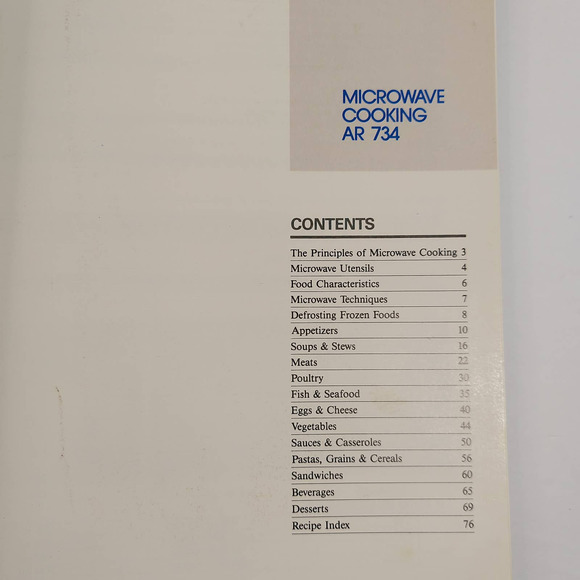 MICROWAVE
COOKING
AR 734
CONTENTS
The Principles of Microwave Cooking 3
Microwave Utensils 4
Food Characteristics 6
Microwave Techniques 7
Defrosting Frozen Foods 8
Appetizers 10
Soups & Stews 16
Meats 22
Poultry 30
Fish & Seafood 35
Eggs & Cheese 40
Vegetables 44
Sauces & Casseroles 50
Pastas, Grains & Cereals 56
Sandwiches 60
Beverages 65
Desserts 69
Recipe Index 76